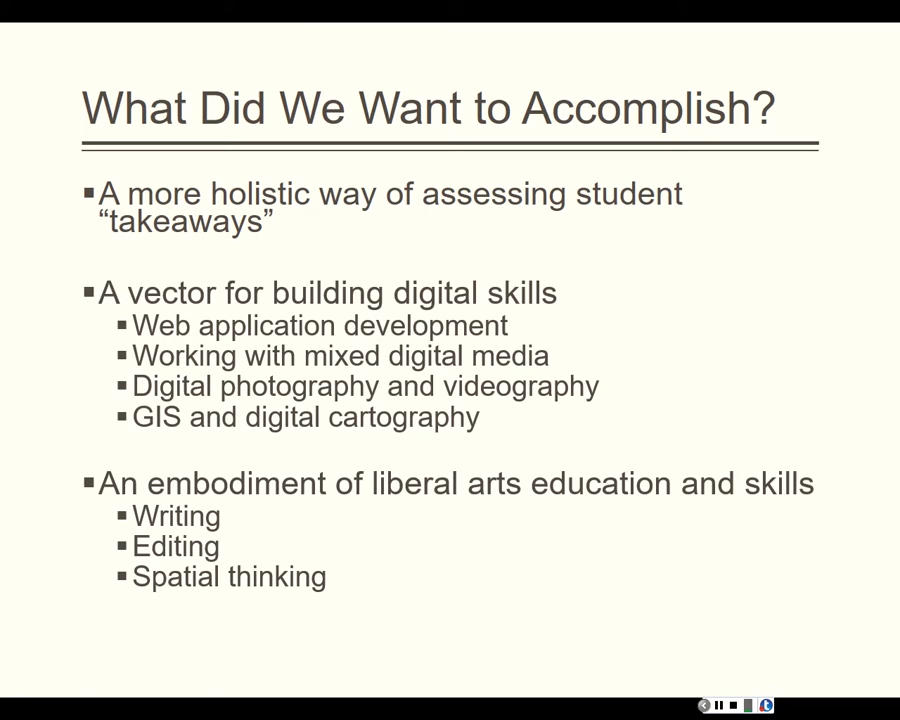 What Did We Want to Accomplish?
▪A more holistic way of assessing student
“takeaways”
▪A vector for building digital skills
▪Web application development
▪Working with mixed digital media
▪Digital photography and videography
▪GIS and digital cartography
▪An embodiment of liberal arts education and skills
▪Writing
▪Editing
▪Spatial thinking